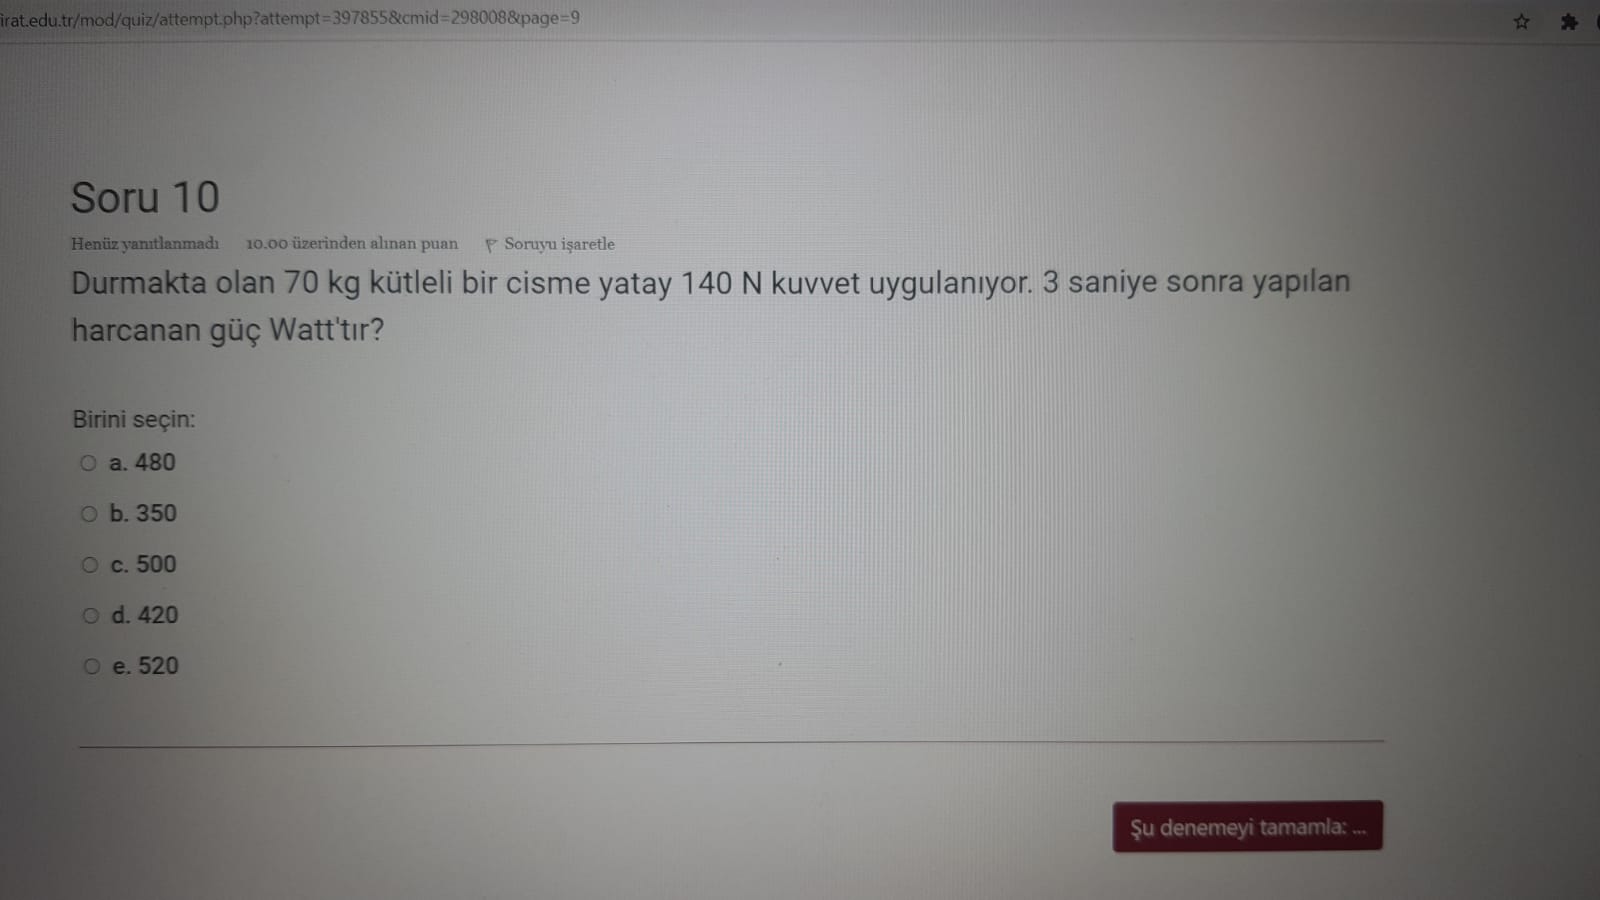 irat.edu.tr/mod/quiz/attempt.php?attempt=397855&cmid=298008&page=9
Soru 10
Henüz yanıtlanmadı 10.00 üzerinden alınan puan Soruyu işaretle
Durmakta olan 70 kg kütleli bir cisme yatay 140 N kuvvet uygulanıyor. 3 saniye sonra yapılan
harcanan güç Watt'tır?
Birini seçin:
a. 480
b. 350
c. 500
d. 420
e. 520
Şu denemeyi tamamla: ...